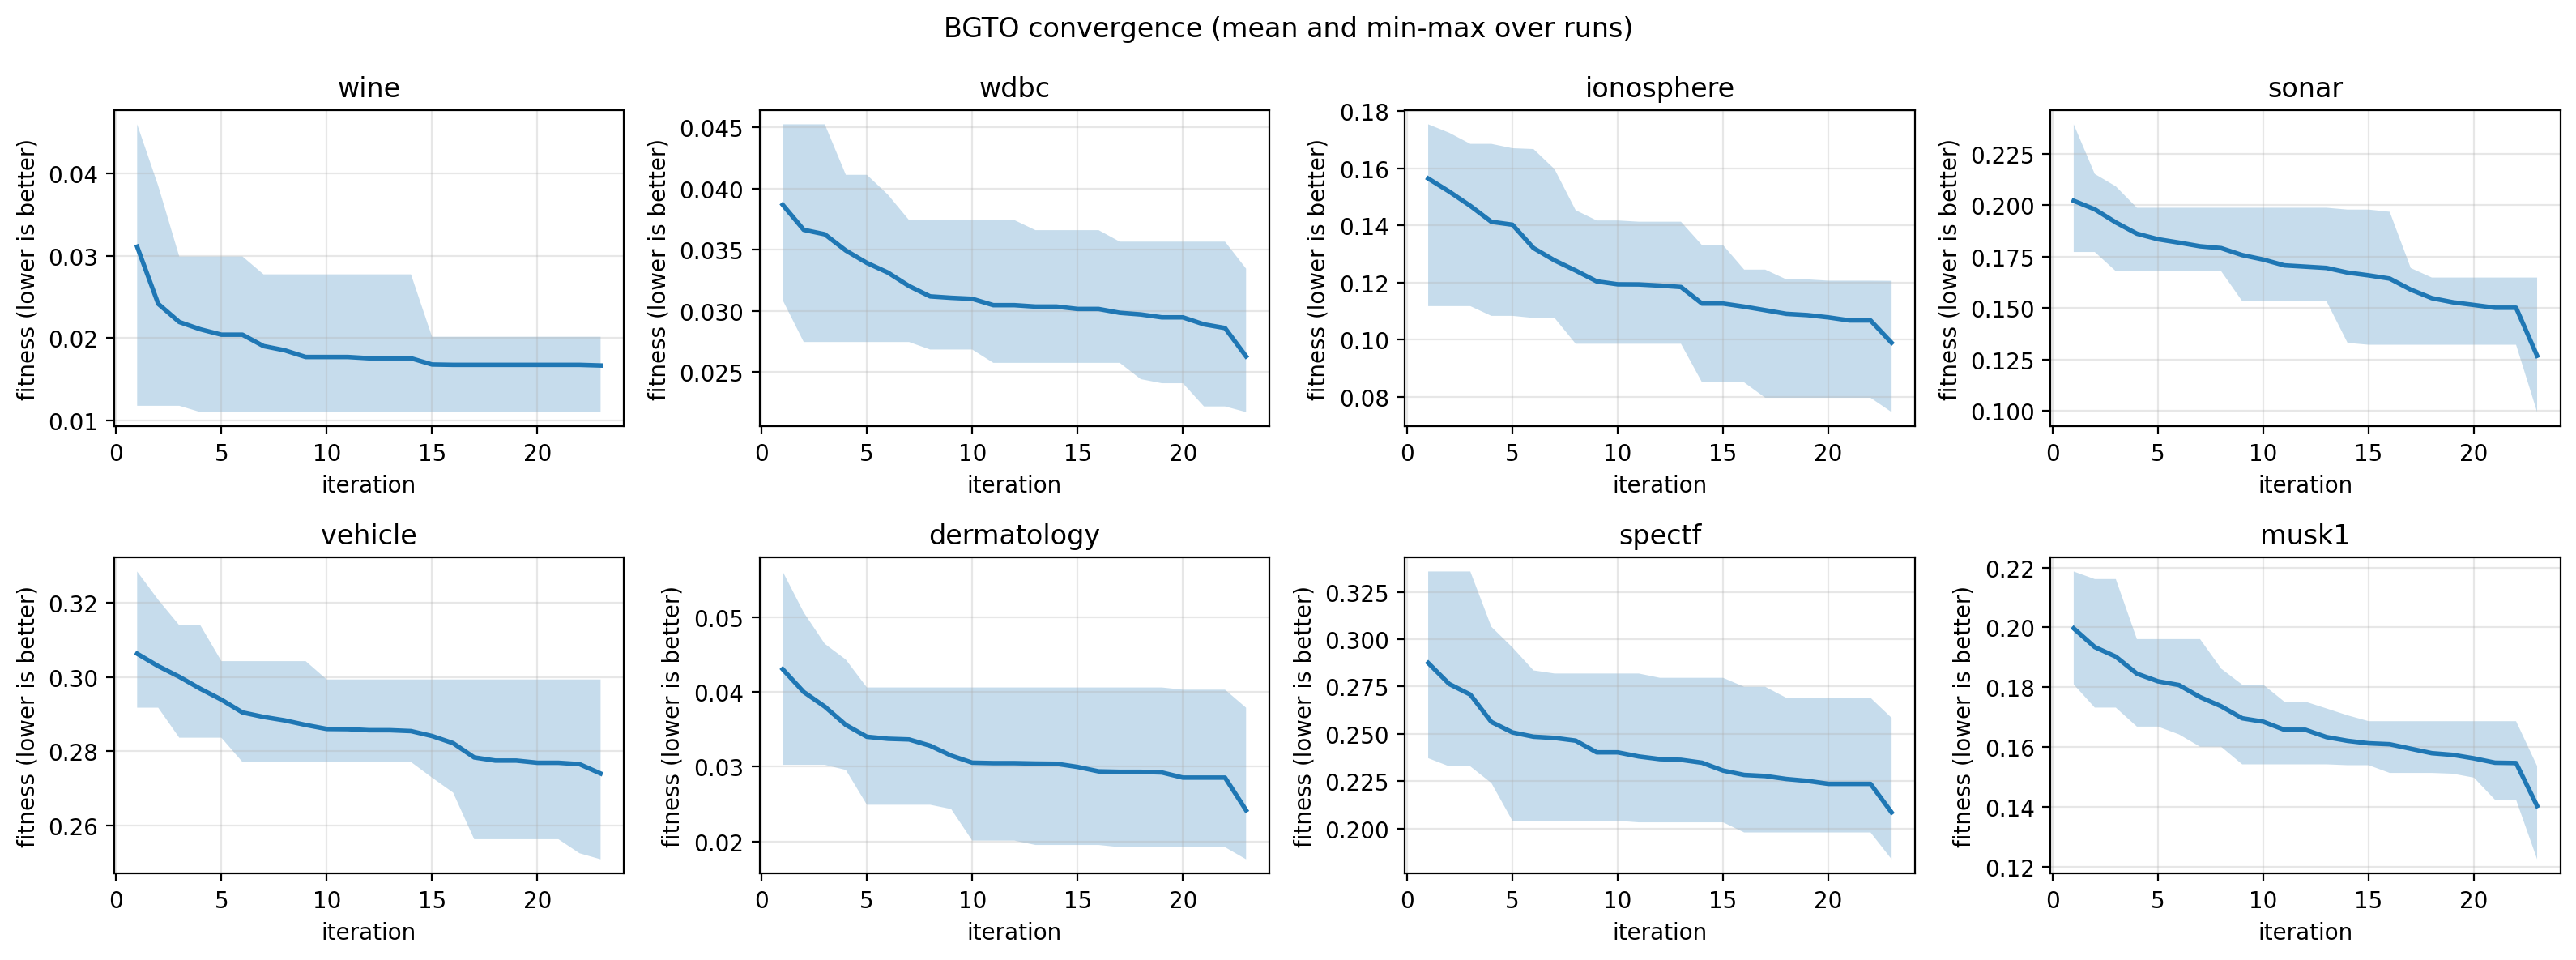 BGTO convergence (mean and min-max over runs)
wine
fitness (lower is better)
0.04
0.03
0.02
0.01
0 5 10 15 20
iteration
wdbc
fitness (lower is better)
0.045
0.040
0.035
0.030
0.025
0 5 10 15 20
iteration
ionosphere
fitness (lower is better)
0.18
0.16
0.14
0.12
0.10
0.08
0 5 10 15 20
iteration
sonar
fitness (lower is better)
0.225
0.200
0.175
0.150
0.125
0.100
0 5 10 15 20
iteration
vehicle
fitness (lower is better)
0.32
0.30
0.28
0.26
0 5 10 15 20
iteration
dermatology
fitness (lower is better)
0.05
0.04
0.03
0.02
0 5 10 15 20
iteration
spectf
fitness (lower is better)
0.325
0.300
0.275
0.250
0.225
0.200
0 5 10 15 20
iteration
musk1
fitness (lower is better)
0.22
0.20
0.18
0.16
0.14
0.12
0 5 10 15 20
iteration